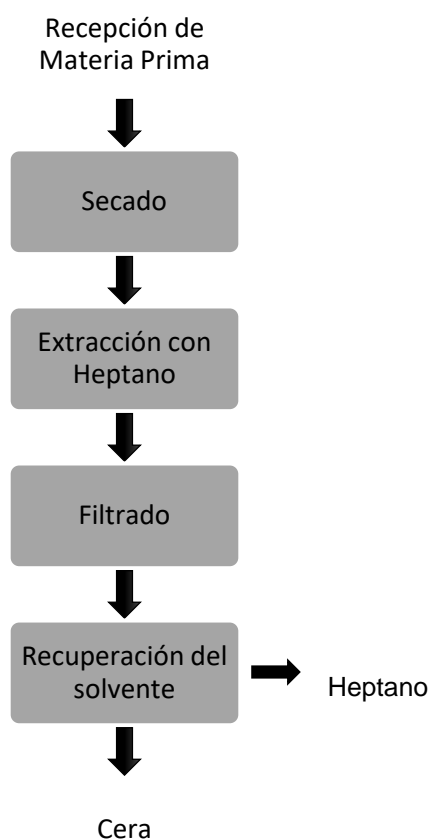 Recepción de
Materia Prima
Secado
Extracción con
Heptano
Filtrado
Recuperación del
solvente
Heptano
Cera